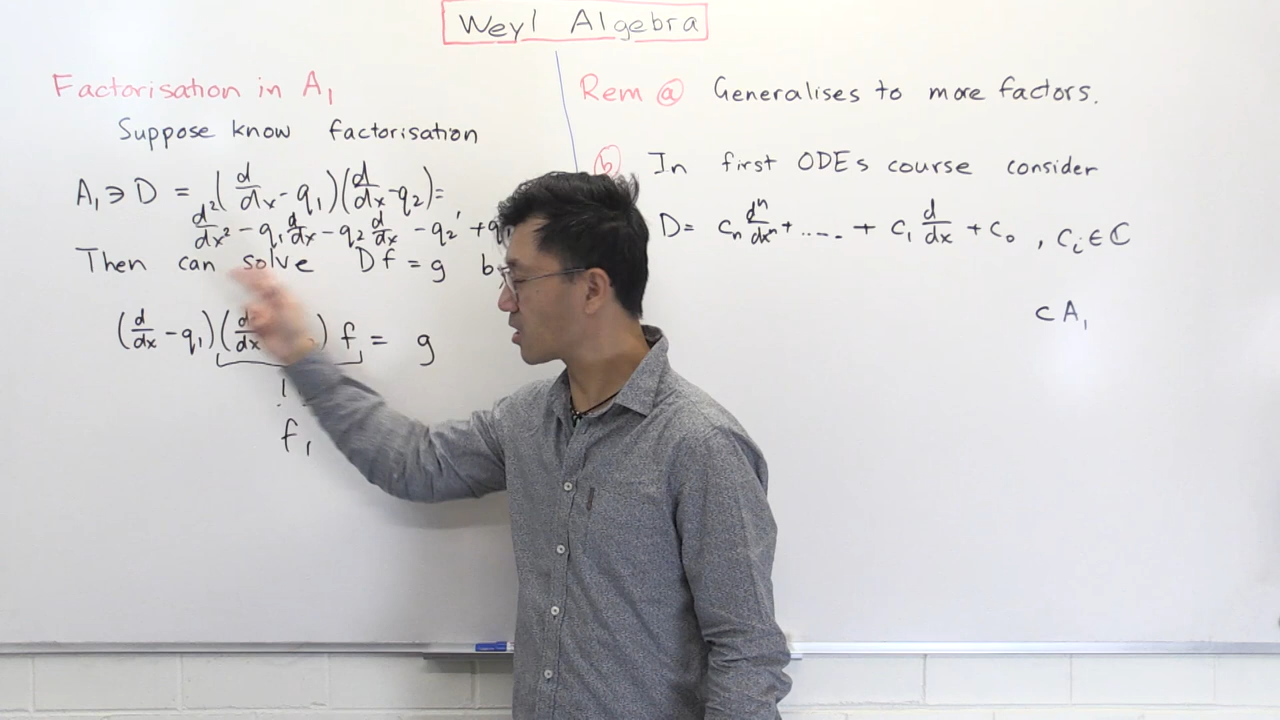 Weyl Algebra
Factorisation in A₁
Suppose know factorisation
A₁ ∋ D = (d/dx - q₁)(d/dx - q₂) =
d²/dx² - q₁ d/dx - q₂ d/dx - q₂' + q
Then can solve Df = g b
(d/dx - q₁)(d f = g
f₁
Rem ⓐ Generalises to more factors.
ⓑ In first ODEs course consider
D = cₙ dⁿ/dxⁿ + ..... + c₁ d/dx + c₀ , cᵢ ∈ ℂ
⊂ A₁